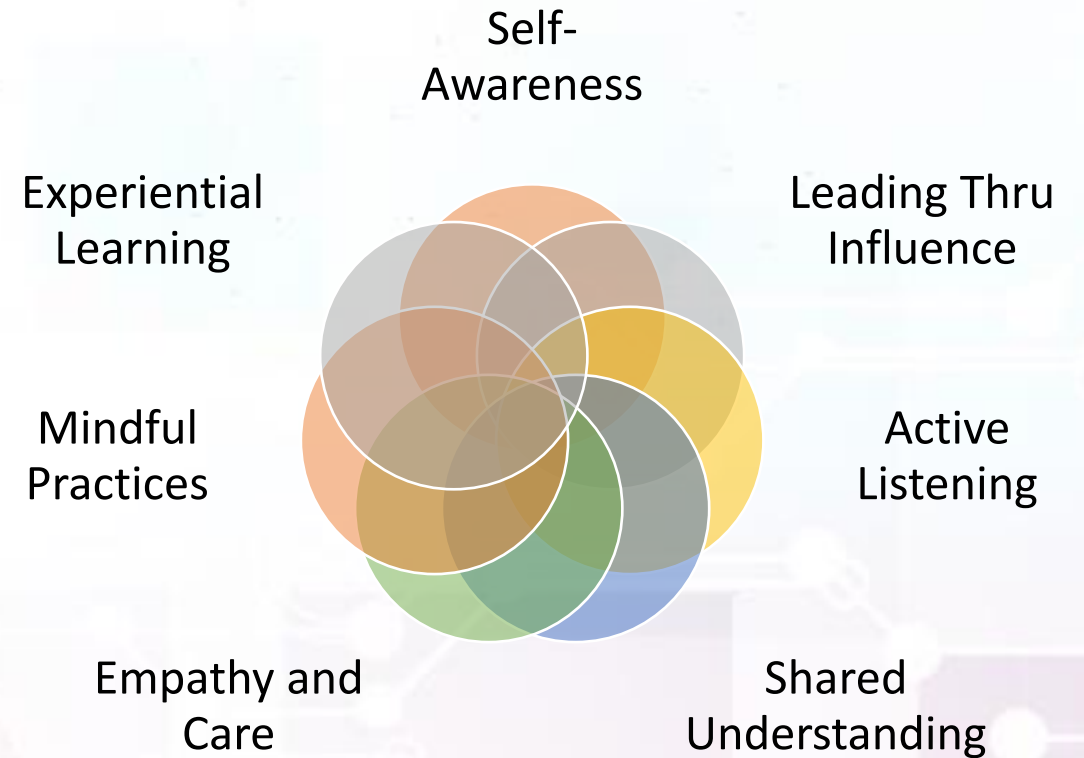 Self-
Awareness
Leading Thru
Influence
Active
Listening
Shared
Understanding
Empathy and
Care
Mindful
Practices
Experiential
Learning